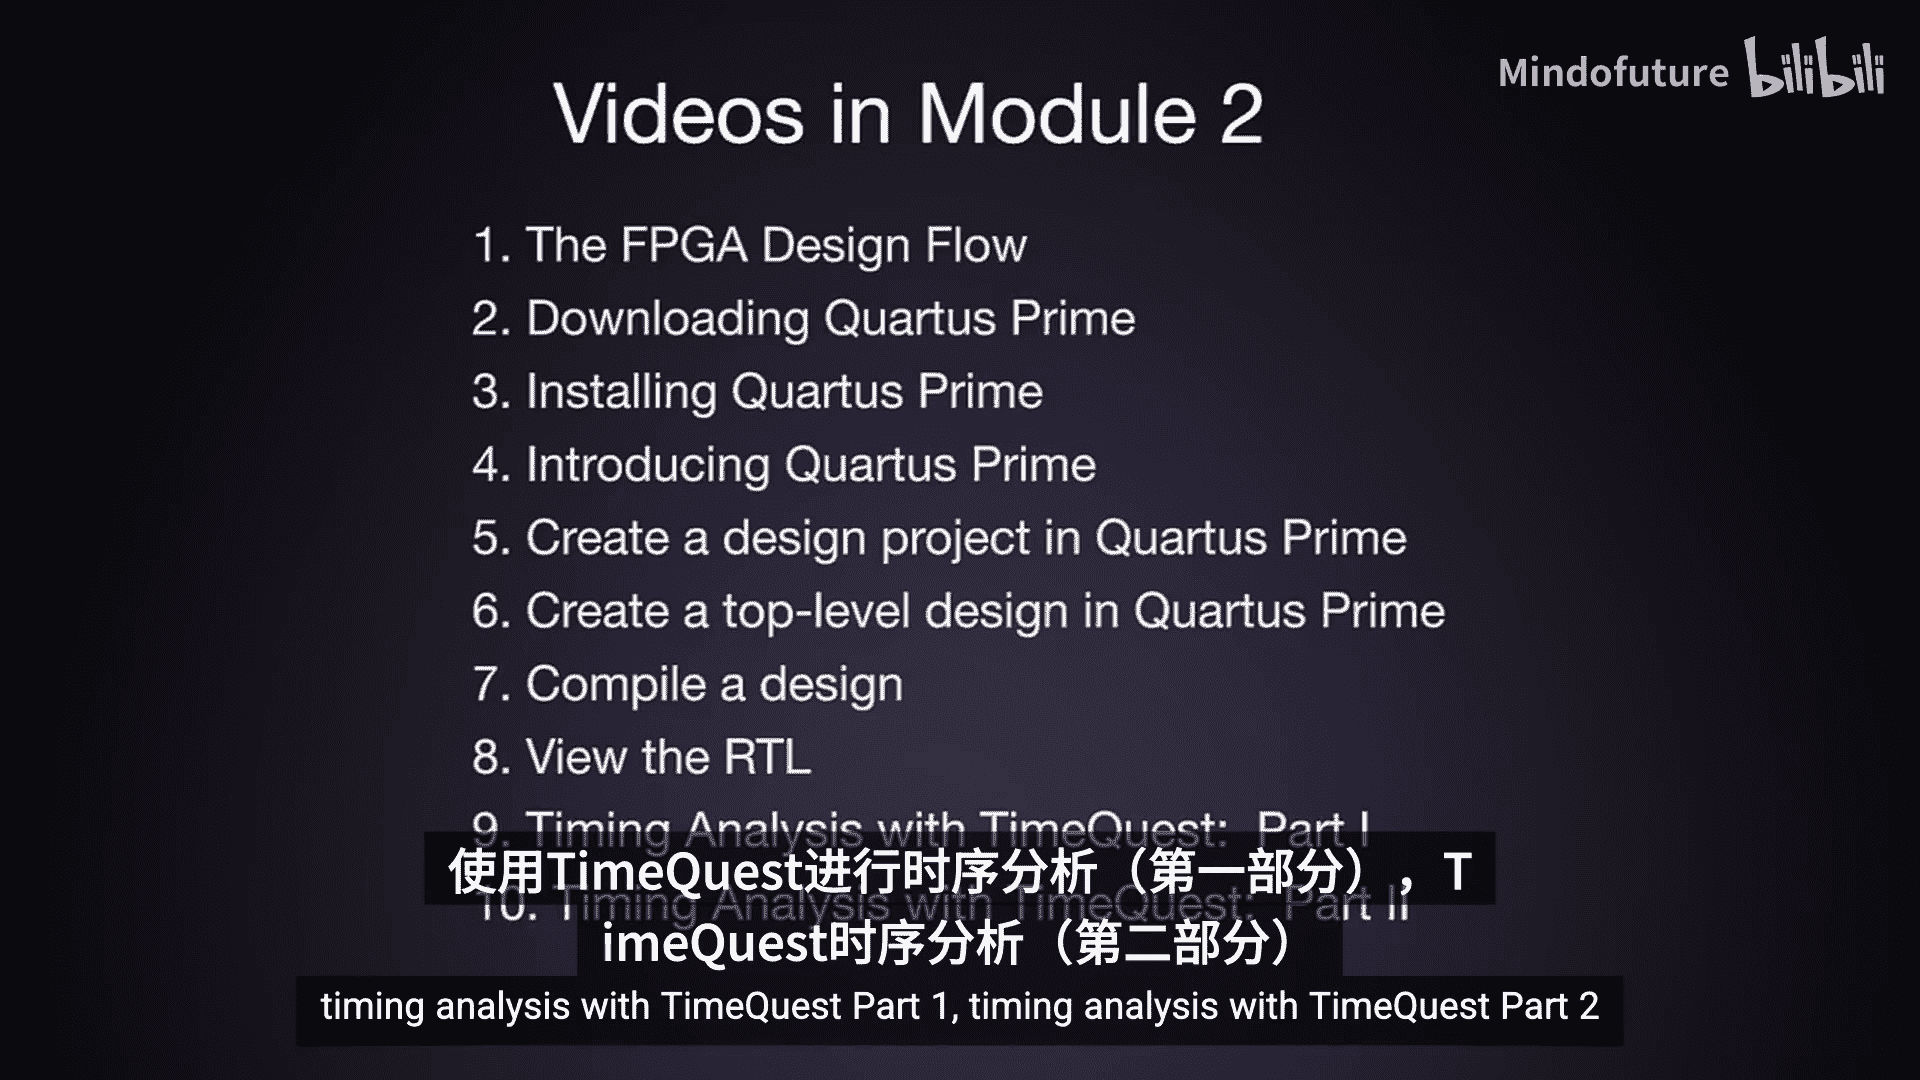 Mindofuture bilibili
Videos in Module 2
1. The FPGA Design Flow
2. Downloading Quartus Prime
3. Installing Quartus Prime
4. Introducing Quartus Prime
5. Create a design project in Quartus Prime
6. Create a top-level design in Quartus Prime
7. Compile a design
8. View the RTL
9. Timing Analysis with TimeQuest: Part I
10. Timing Analysis with TimeQuest: Part II
使用TimeQuest进行时序分析（第一部分），T
imeQuest时序分析（第二部分）
timing analysis with TimeQuest Part 1, timing analysis with TimeQuest Part 2